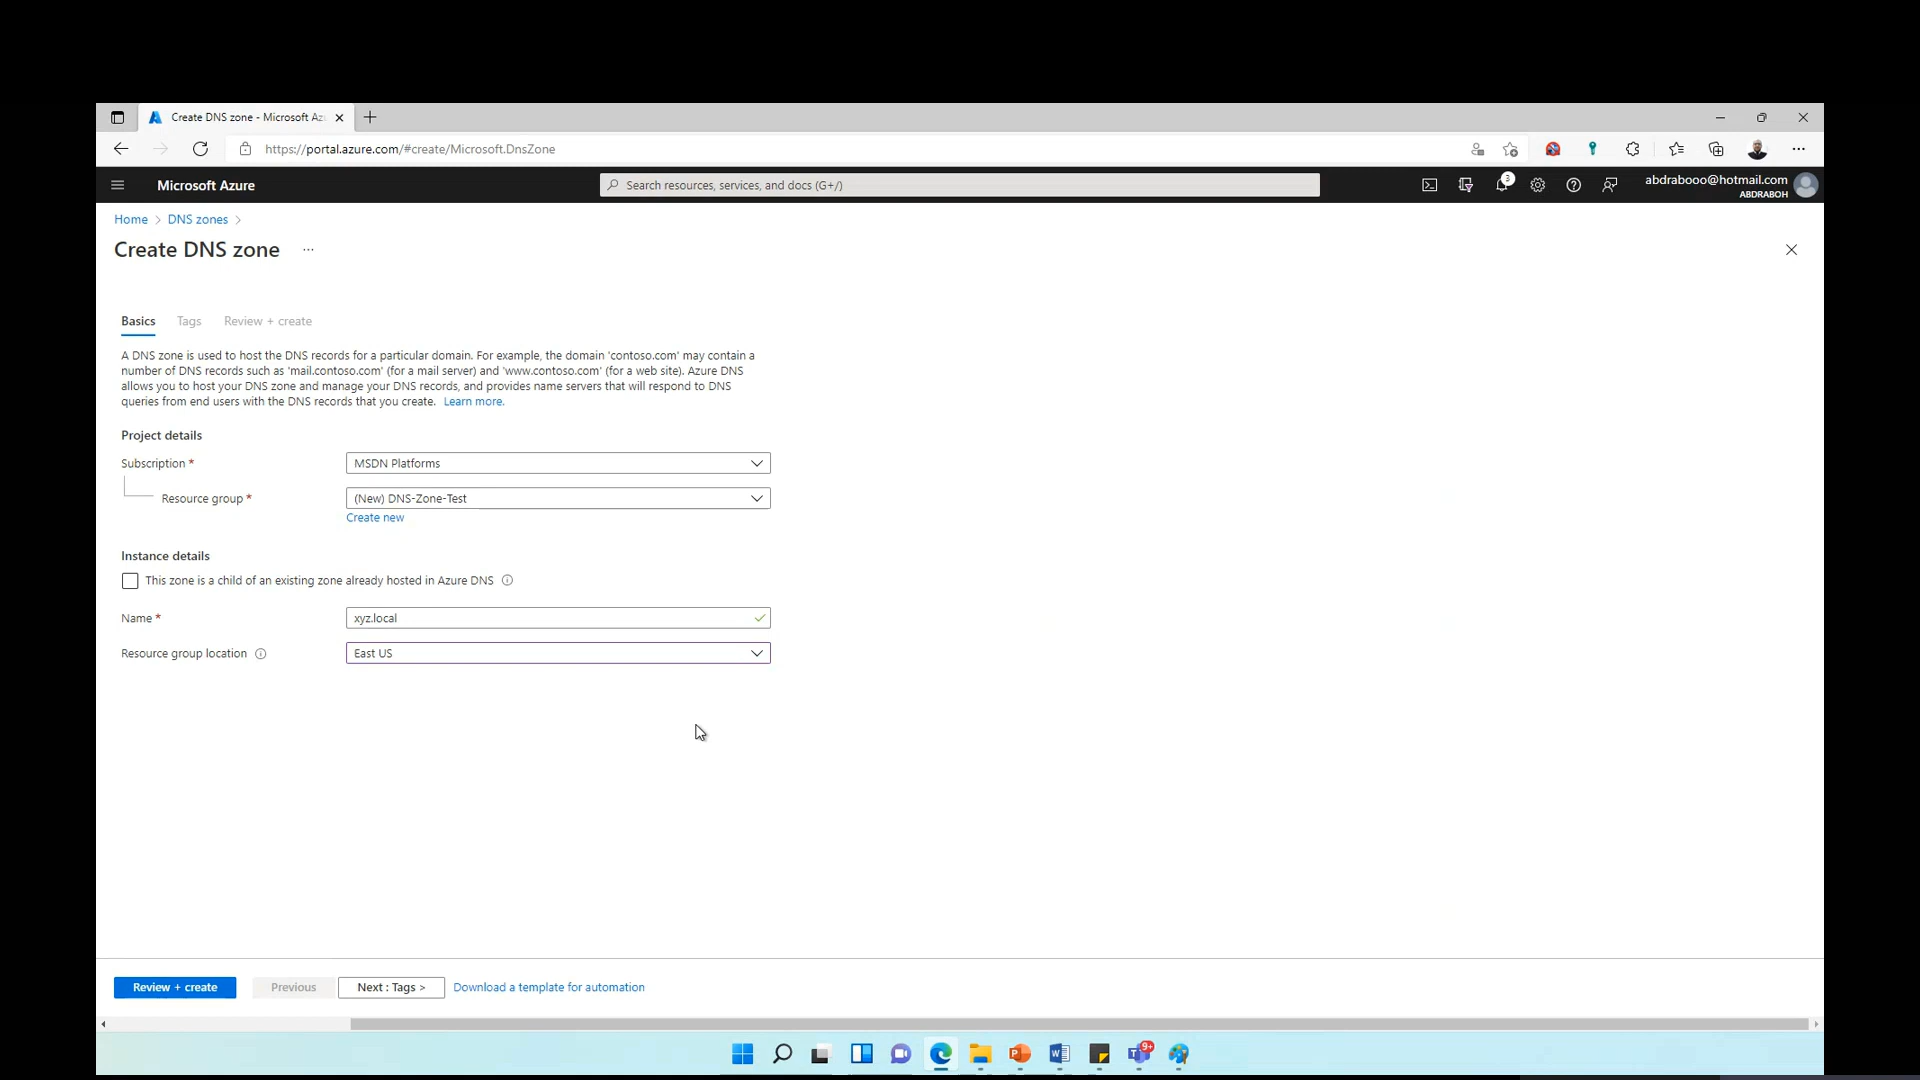 Create DNS zone - Microsoft Az
https://portal.azure.com/#create/Microsoft.DnsZone
Microsoft Azure
Search resources, services, and docs (G+/)
3
abdrabooo@hotmail.com
ABDRABOH
Home > DNS zones >
Create DNS zone ...
Basics Tags Review + create
A DNS zone is used to host the DNS records for a particular domain. For example, the domain 'contoso.com' may contain a
number of DNS records such as 'mail.contoso.com' (for a mail server) and 'www.contoso.com' (for a web site). Azure DNS
allows you to host your DNS zone and manage your DNS records, and provides name servers that will respond to DNS
queries from end users with the DNS records that you create. Learn more.
Project details
Subscription * MSDN Platforms
Resource group * (New) DNS-Zone-Test
Create new
Instance details
This zone is a child of an existing zone already hosted in Azure DNS
Name * xyz.local
Resource group location East US
Review + create Previous Next : Tags > Download a template for automation
9+